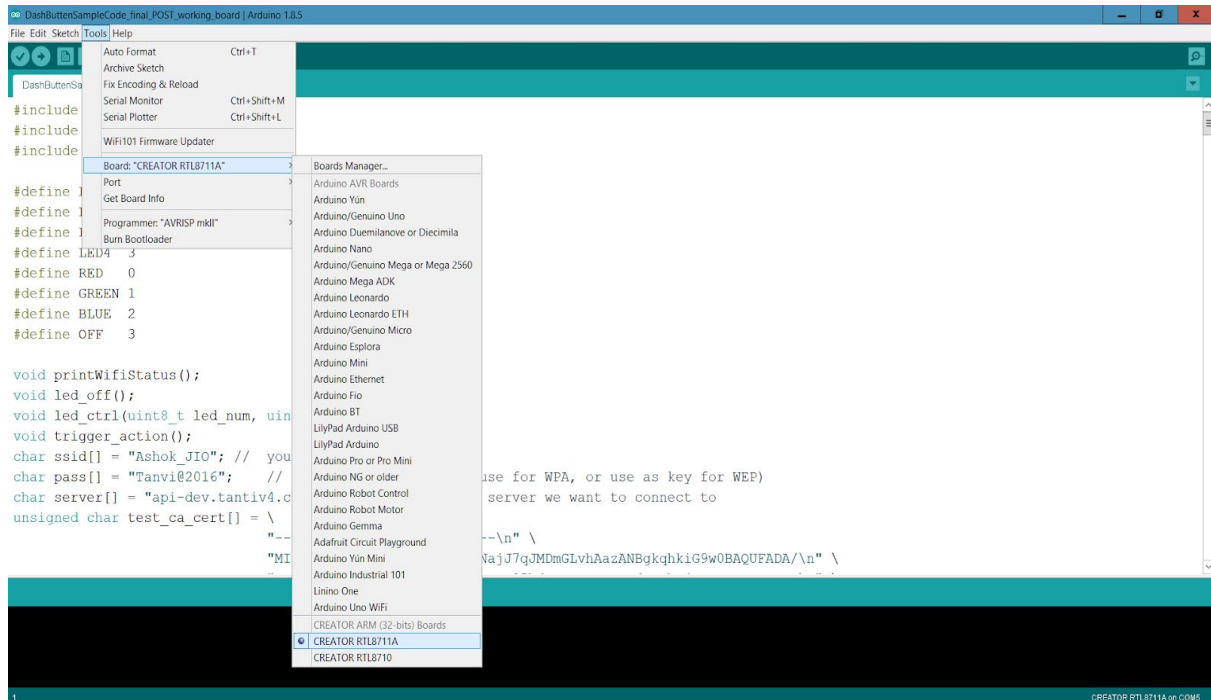 DashButtenSampleCode_final_POST_working_board | Arduino 1.8.5
File Edit Sketch Tools Help
Auto Format Ctrl+T
Archive Sketch
Fix Encoding & Reload
Serial Monitor Ctrl+Shift+M
Serial Plotter Ctrl+Shift+L
WiFi101 Firmware Updater
Board: "CREATOR RTL8711A"
Port
Get Board Info
Programmer: "AVRISP mkII"
Burn Bootloader
Boards Manager...
Arduino AVR Boards
Arduino Yún
Arduino/Genuino Uno
Arduino Duemilanove or Diecimila
Arduino Nano
Arduino/Genuino Mega or Mega 2560
Arduino Mega ADK
Arduino Leonardo
Arduino Leonardo ETH
Arduino/Genuino Micro
Arduino Esplora
Arduino Mini
Arduino Ethernet
Arduino Fio
Arduino BT
LilyPad Arduino USB
LilyPad Arduino
Arduino Pro or Pro Mini
Arduino NG or older
Arduino Robot Control
Arduino Robot Motor
Arduino Gemma
Adafruit Circuit Playground
Arduino Yún Mini
Arduino Industrial 101
Linino One
Arduino Uno WiFi
CREATOR ARM (32-bits) Boards
CREATOR RTL8711A
CREATOR RTL8710
DashButtenSa
#include
#include
#include
#define
#define
#define
#define LED4 3
#define RED 0
#define GREEN 1
#define BLUE 2
#define OFF 3
void printWifiStatus();
void led_off();
void led_ctrl(uint8_t led_num, uin
void trigger_action();
char ssid[] = "Ashok_JIO"; // you
char pass[] = "Tanvi@2016"; // use for WPA, or use as key for WEP)
char server[] = "api-dev.tantiv4.c server we want to connect to
unsigned char test_ca_cert[] = \
"-- --\n" \
"MI NajJ7qJMDmGLvhAazANBgkqhkiG9w0BAQUFADA/\n" \
1
CREATOR RTL8711A on COM5